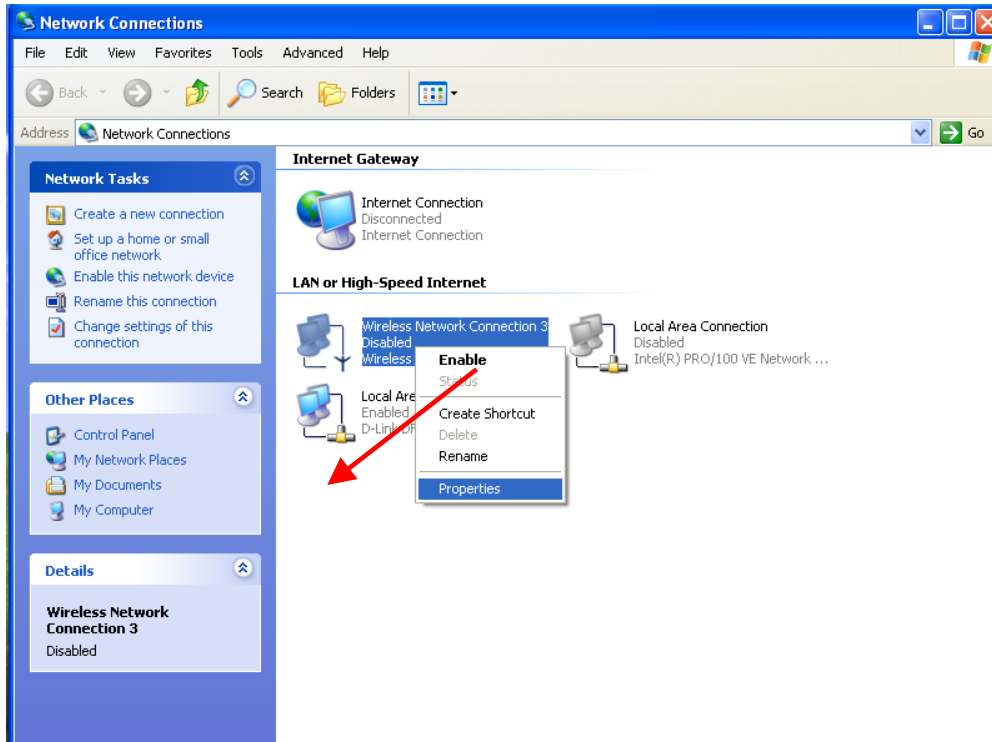 Network Connections
File Edit View Favorites Tools Advanced Help
Back Search Folders
Address Network Connections Go
Network Tasks
Create a new connection
Set up a home or small
office network
Enable this network device
Rename this connection
Change settings of this
connection
Other Places
Control Panel
My Network Places
My Documents
My Computer
Details
Wireless Network
Connection 3
Disabled
Internet Gateway
Internet Connection
Disconnected
Internet Connection
LAN or High-Speed Internet
Wireless Network Connection 3
Disabled
Wireless
Local Area Connection
Disabled
Intel(R) PRO/100 VE Network ...
Local Are
Enabled
D-Link DF
Enable
Status
Create Shortcut
Delete
Rename
Properties